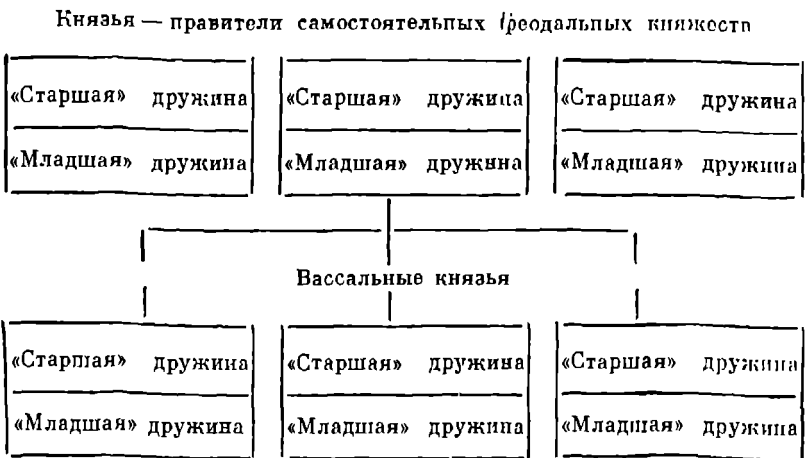 Князья — правители самостоятельных феодальных княжеств
«Старшая» дружина «Старшая» дружина «Старшая» дружина
«Младшая» дружина «Младшая» дружина «Младшая» дружина
Вассальные князья
«Старшая» дружина «Старшая» дружина «Старшая» дружина
«Младшая» дружина «Младшая» дружина «Младшая» дружина